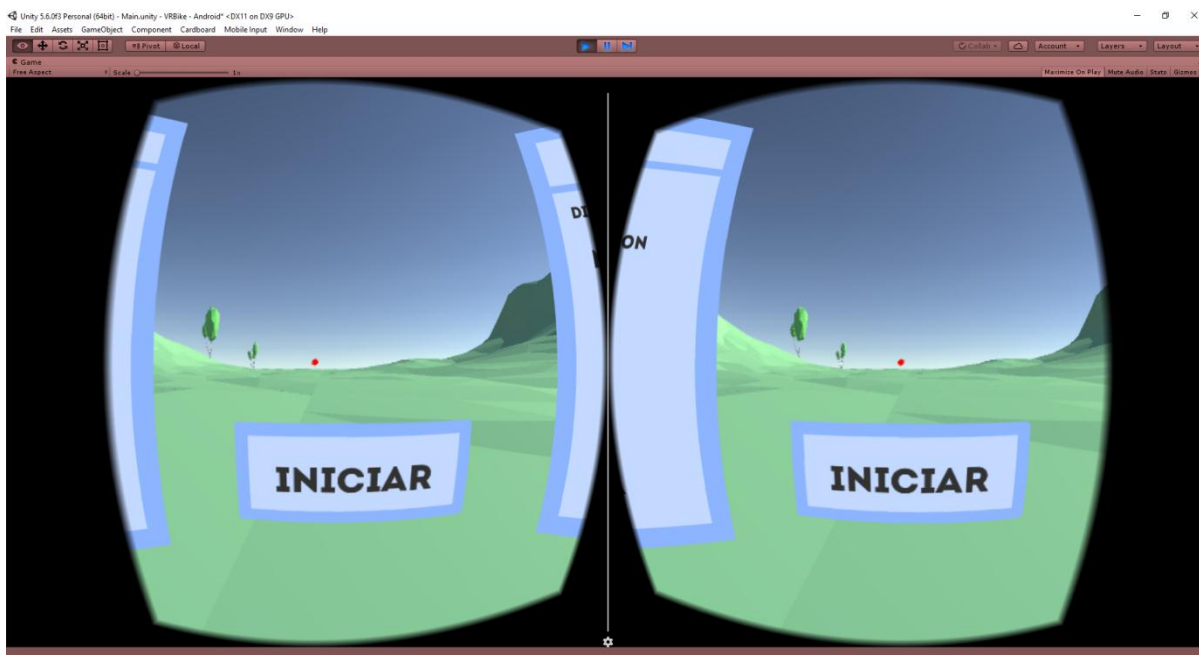 Unity 5.6.0f3 Personal (64bit) - Main.unity - VRBike - Android* <DX11 on DX9 GPU>
File Edit Assets GameObject Component Cardboard Mobile Input Window Help
Pivot Local Collab Account Layers Layout
Game
Free Aspect Scale 1x Maximize On Play Mute Audio Stats Gizmos
DI
ON
INICIAR INICIAR